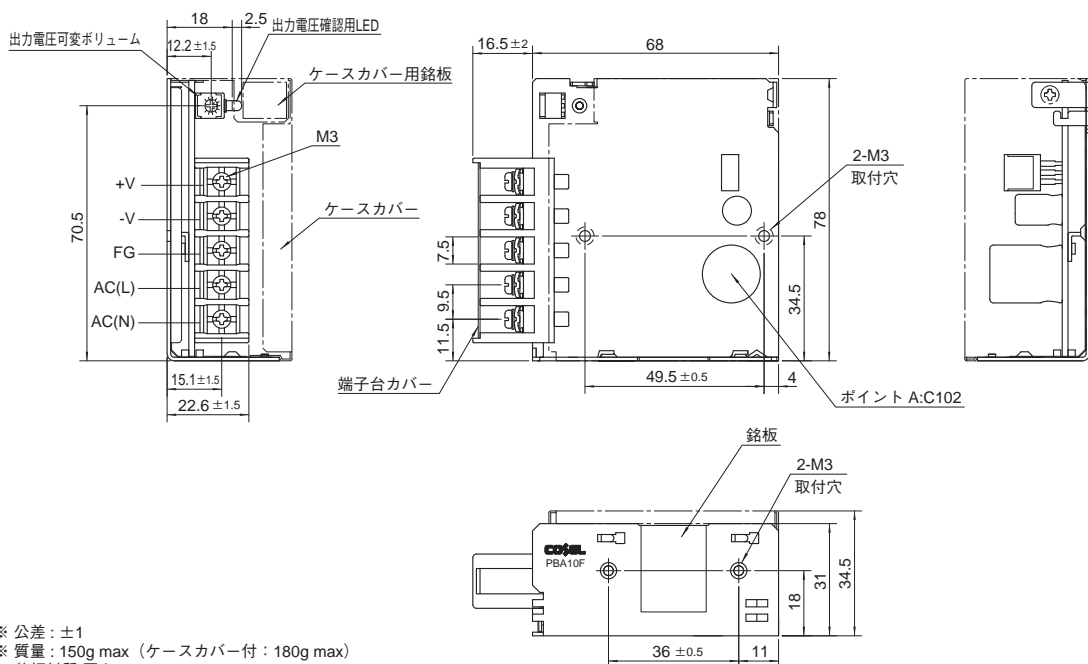 18
2.5
出力電圧確認用LED
出力電圧可変ボリューム
12.2 ±1.5
ケースカバー用銘板
M3
+V
-V
FG
AC(L)
AC(N)
70.5
ケースカバー
15.1 ±1.5
22.6 ±1.5
16.5 ±2
68
2-M3
取付穴
78
7.5
9.5
11.5
34.5
端子台カバー
49.5 ±0.5
4
ポイント A:C102
銘板
2-M3
取付穴
COSEL
PBA10F
18
31
34.5
36 ±0.5
11
※ 公差 : ±1
※ 質量 : 150g max（ケースカバー付：180g max）